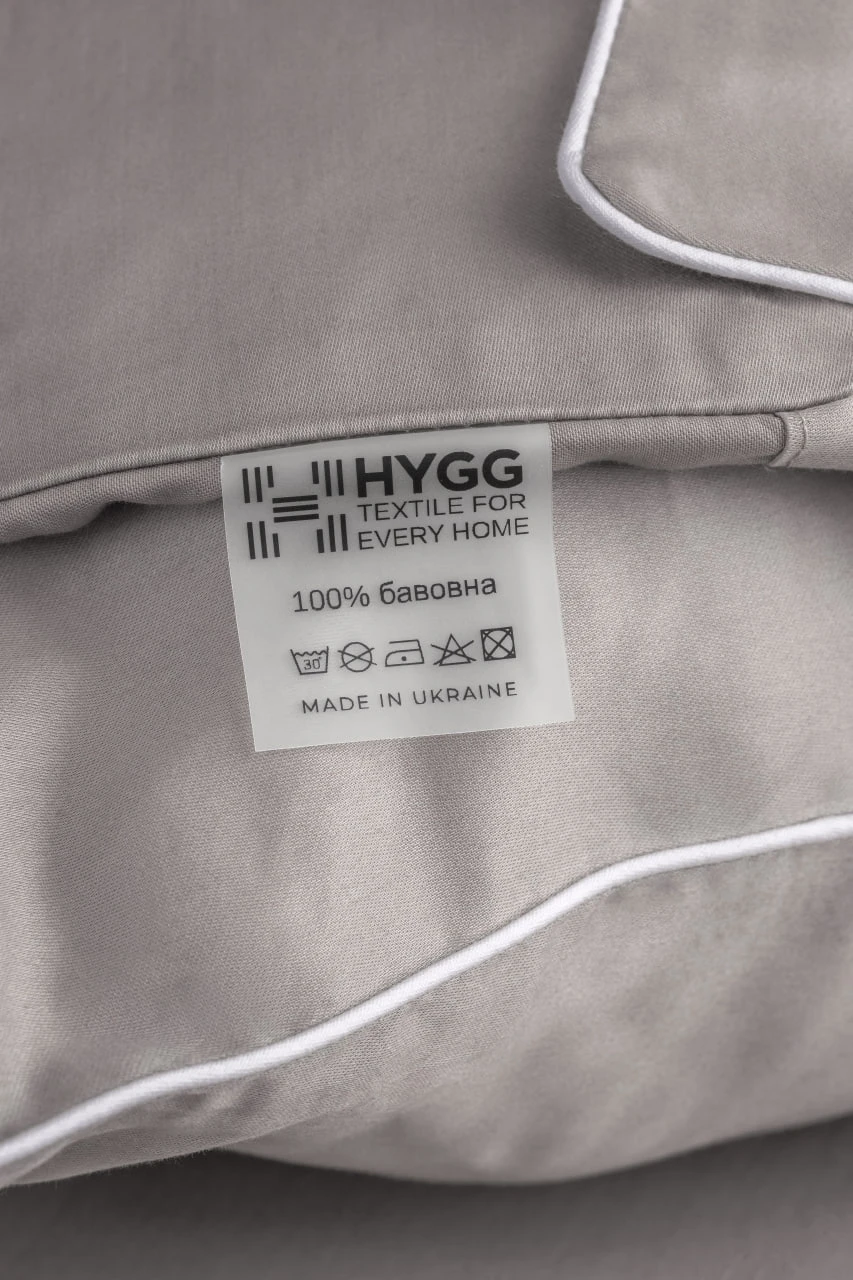 HYGG
TEXTILE FOR
EVERY HOME
100% бавовна
30°
MADE IN UKRAINE